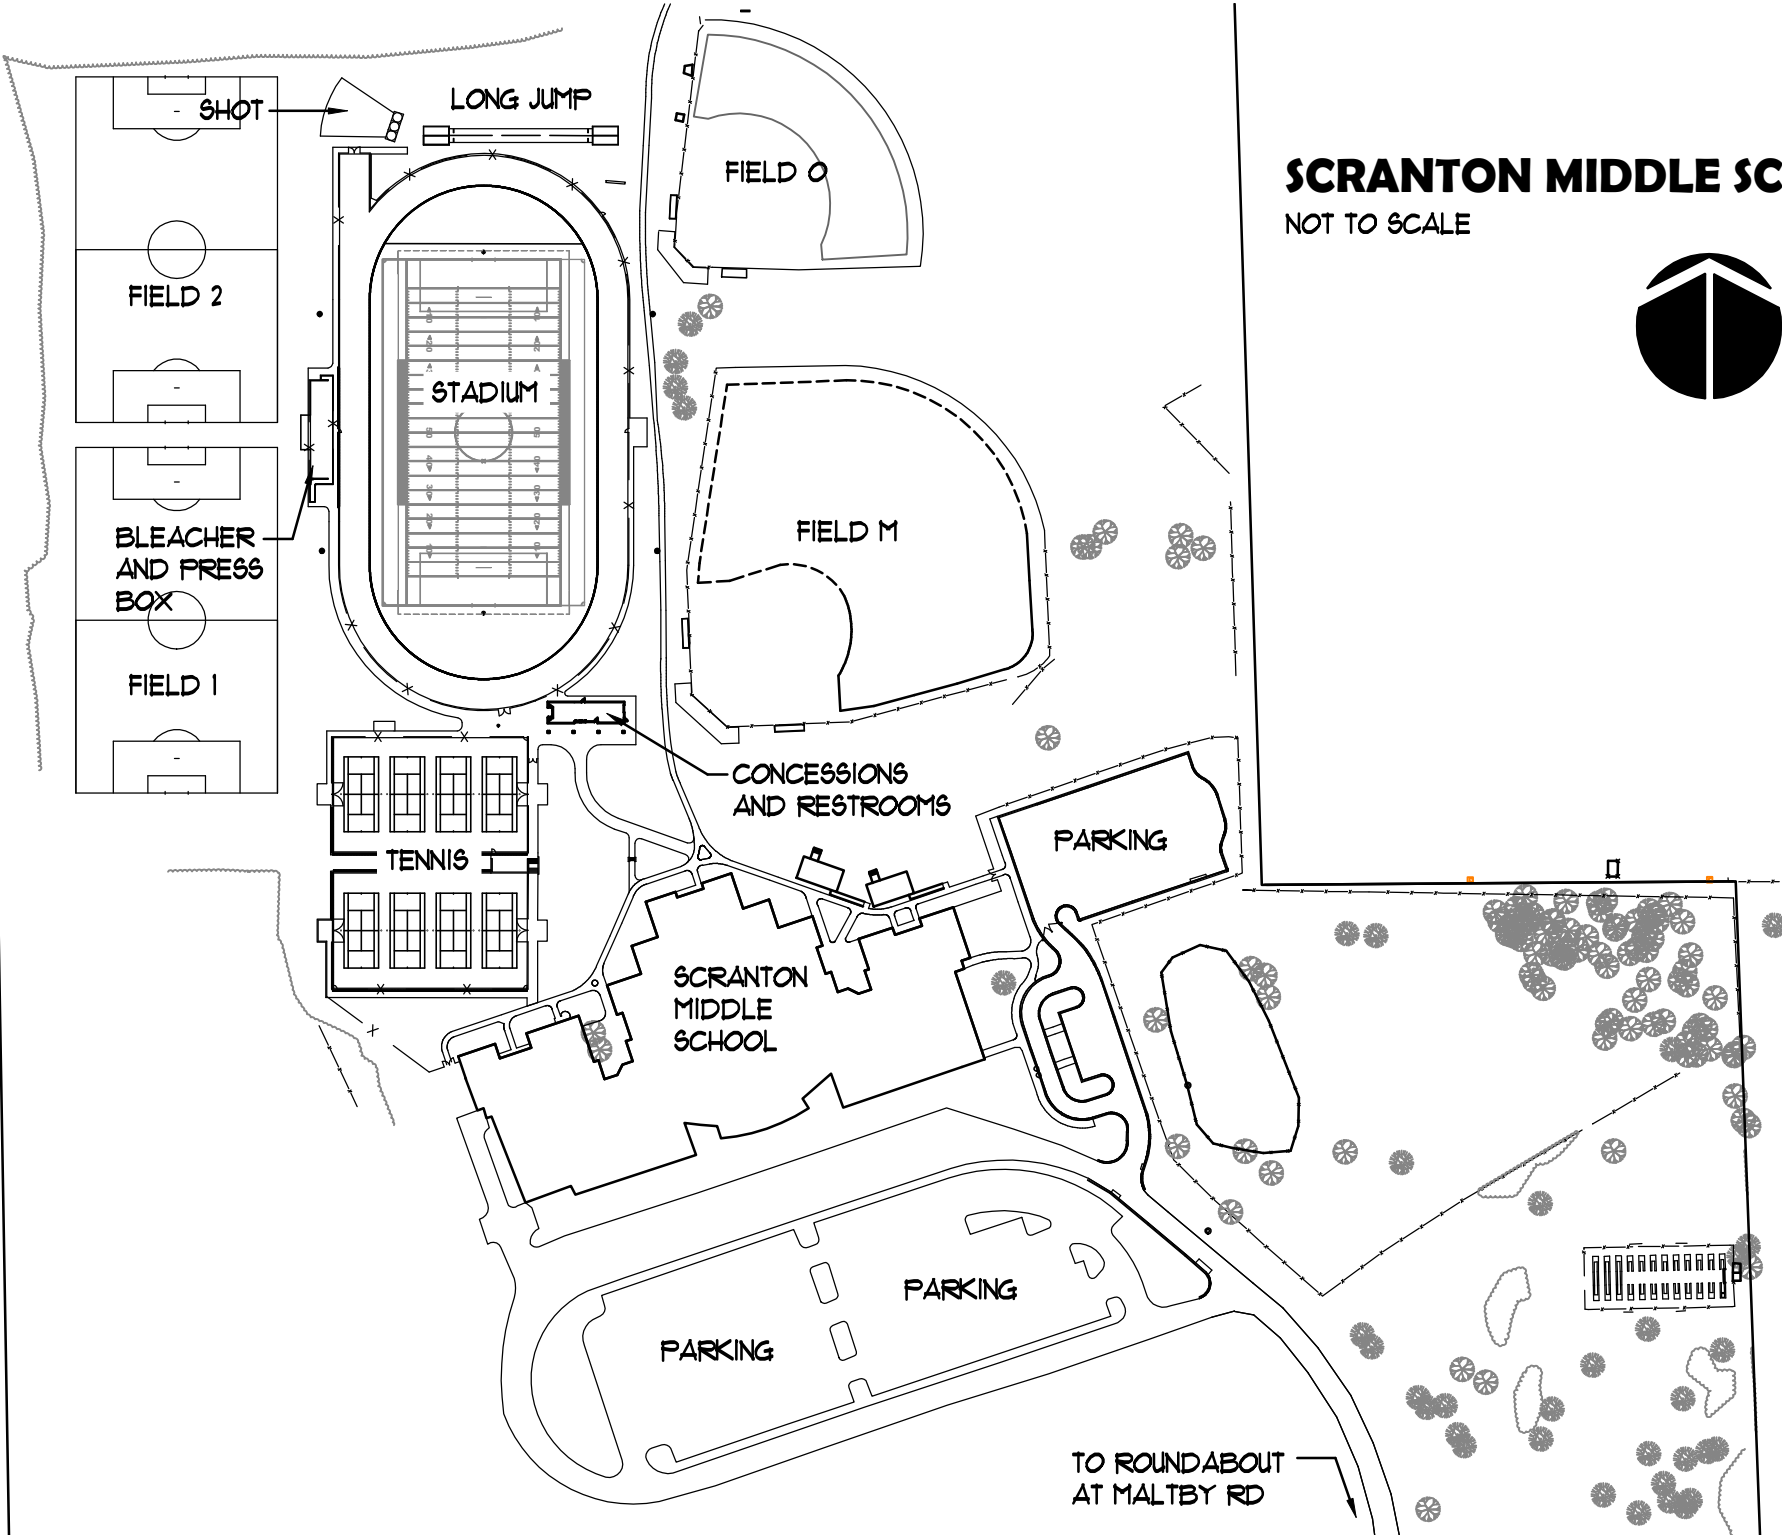 LONG JUMP
SHOT
FIELD O
SCRANTON MIDDLE SC
NOT TO SCALE
FIELD 2
STADIUM
FIELD M
BLEACHER
AND PRESS
BOX
FIELD 1
CONCESSIONS
AND RESTROOMS
PARKING
TENNIS
SCRANTON
MIDDLE
SCHOOL
PARKING
PARKING
TO ROUNDABOUT
AT MALTBY RD